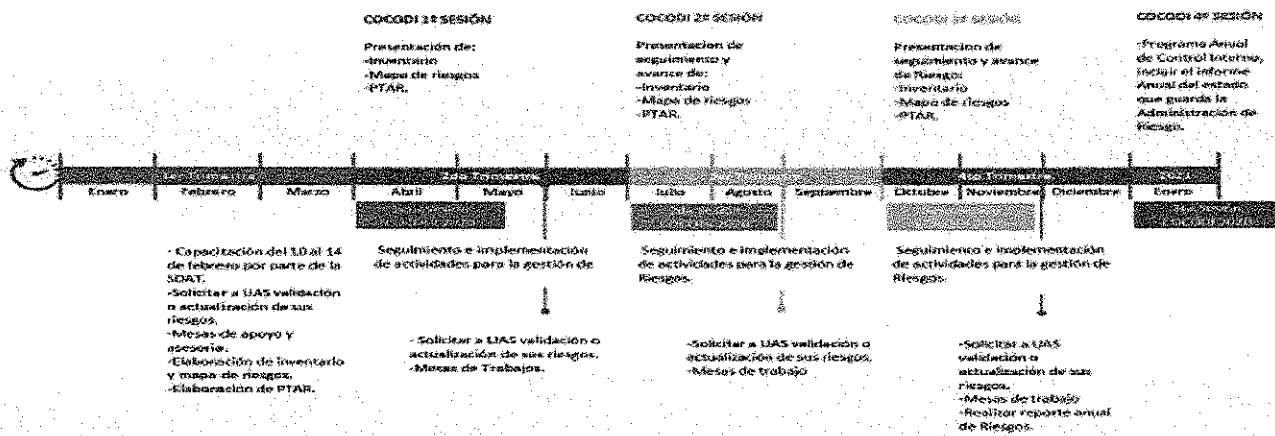 COCODI 1ª SESIÓN
Presentación de:
-Inventario
-Mapa de riesgos
-PTAR.
COCODI 2ª SESIÓN
Presentacion de
seguimiento y
avance de:
-Inventario
-Mapa de riesgos
-PTAR.
COCODI 3ª SESIÓN
Presentacion de
seguimiento y avance
de Riesgo:
-Inventario
-Mapa de riesgos
-PTAR.
COCODI 4ª SESIÓN
-Programa Anual
de Control Interno,
incluir el informe
Anual del estado
que guarda la
Administración de
Riesgo.
Enero
Febrero
Marzo
Abril
Mayo
Junio
Julio
Agosto
Septiembre
Octubre
Noviembre
Diciembre
Enero
- Capacitación del 10 al 14
de febrero por parte de la
SDAT.
-Solicitar a UAS validación
o actualización de sus
riesgos.
-Mesas de apoyo y
asesoría.
-Elaboración de inventario
y mapa de riesgos.
-Elaboración de PTAR.
Seguimiento e implementación
de actividades para la gestión de
Riesgos.
- Solicitar a UAS validación o
actualización de sus riesgos.
- Mesas de Trabajos.
Seguimiento e implementación
de actividades para la gestión de
Riesgos.
-Solicitar a UAS validación o
actualización de sus riesgos.
-Mesas de trabajo
Seguimiento e implementación
de actividades para la gestión de
Riesgos.
-Solicitar a UAS
validación o
actualización de sus
riesgos.
-Mesas de trabajo
-Realizar reporte anual
de Riesgos.